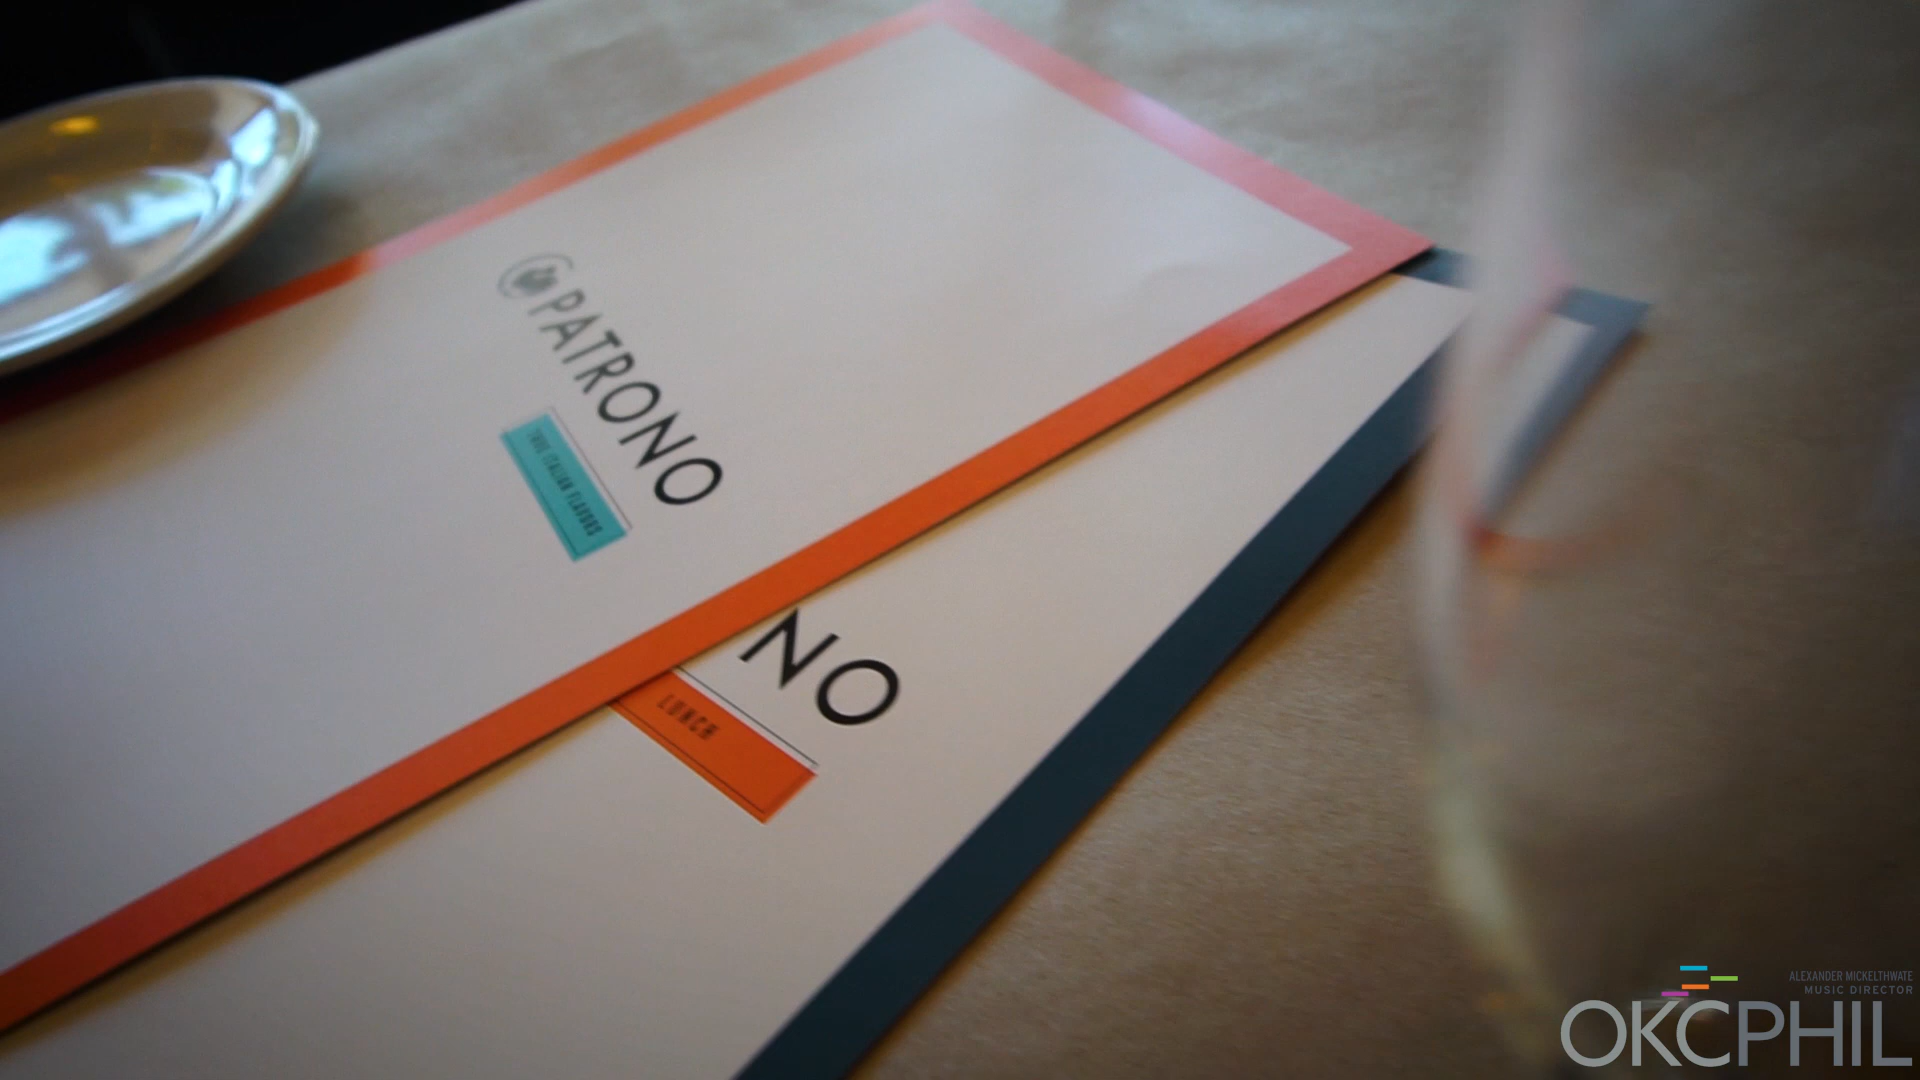 PATRONO
TRUE ITALIAN FLAVORS
NO
LUNCH
ALEXANDER MICKELTHWATE
MUSIC DIRECTOR
OKCPHIL